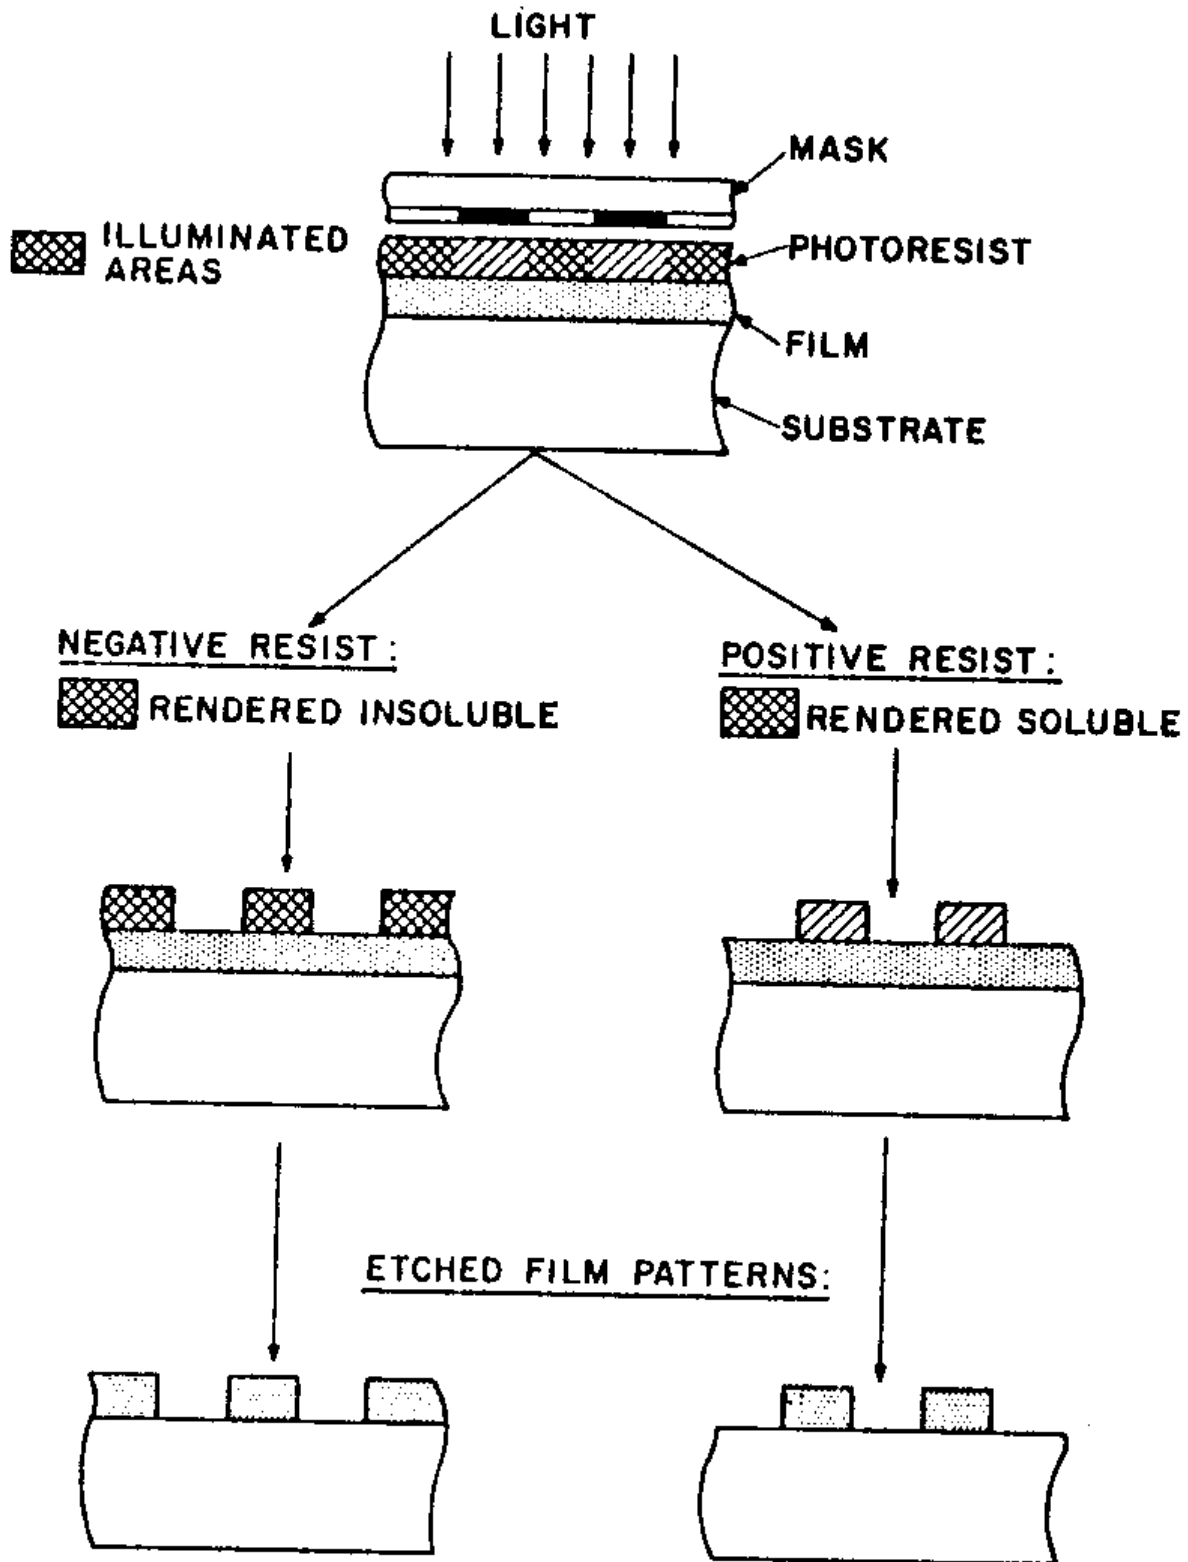 LIGHT
MASK
ILLUMINATED
AREAS
PHOTORESIST
FILM
SUBSTRATE
NEGATIVE RESIST:
RENDERED INSOLUBLE
POSITIVE RESIST:
RENDERED SOLUBLE
ETCHED FILM PATTERNS: